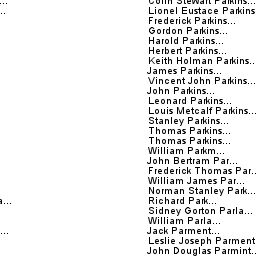 ...
Colin Stewart Parkins...
..
Lionel Eustace Parkins
Frederick Parkins...
Gordon Parkins...
Harold Parkins...
Herbert Parkins...
Keith Holman Parkins..
James Parkins...
Vincent John Parkins...
John Parkins...
Leonard Parkins...
Louis Metcalf Parkins...
Stanley Parkins...
Thomas Parkins...
Thomas Parkins...
William Parkm...
John Bertram Par...
Frederick Thomas Par..
William James Par...
Norman Stanley Park...
a...
Richard Park...
Sidney Gorton Parla...
William Parla...
...
Jack Parment...
Leslie Joseph Parment
John Douglas Parmint..